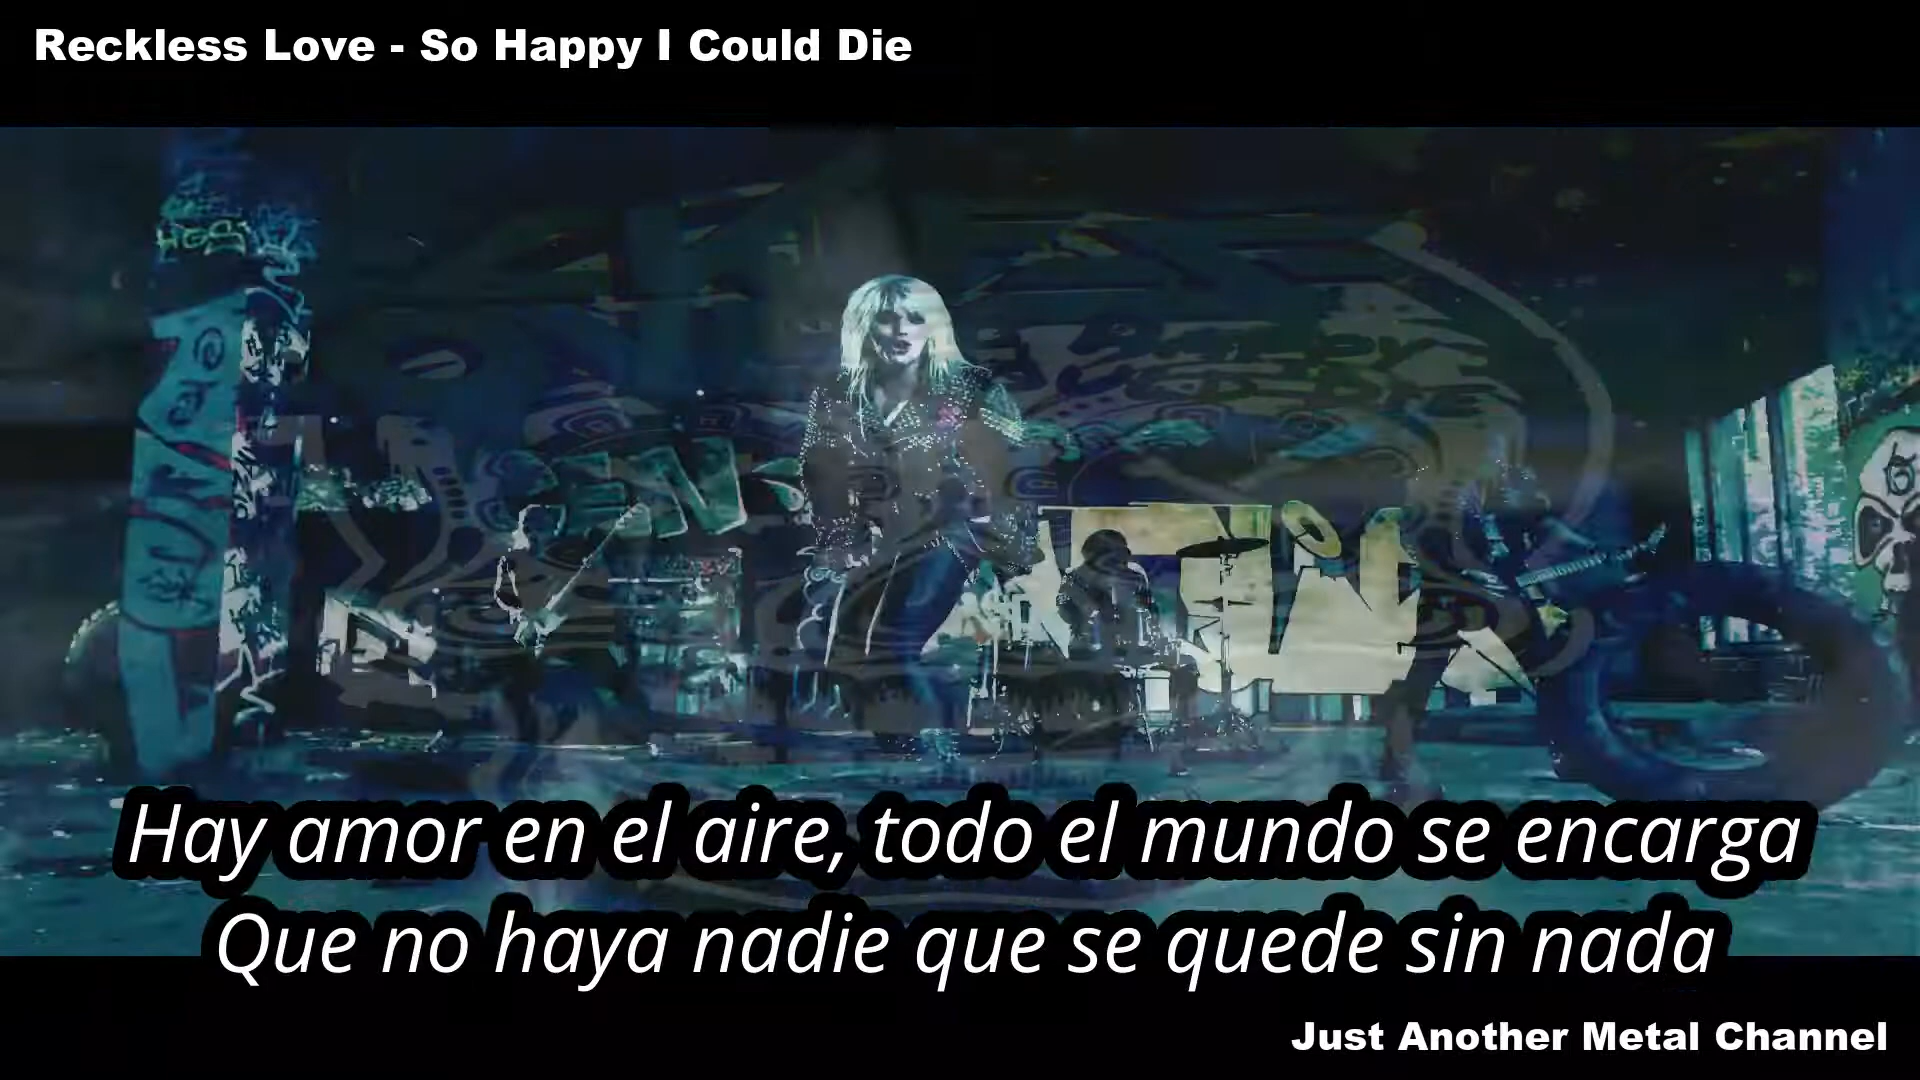 Reckless Love - So Happy I Could Die
HGS
Hay amor en el aire, todo el mundo se encarga
Que no haya nadie que se quede sin nada
Just Another Metal Channel